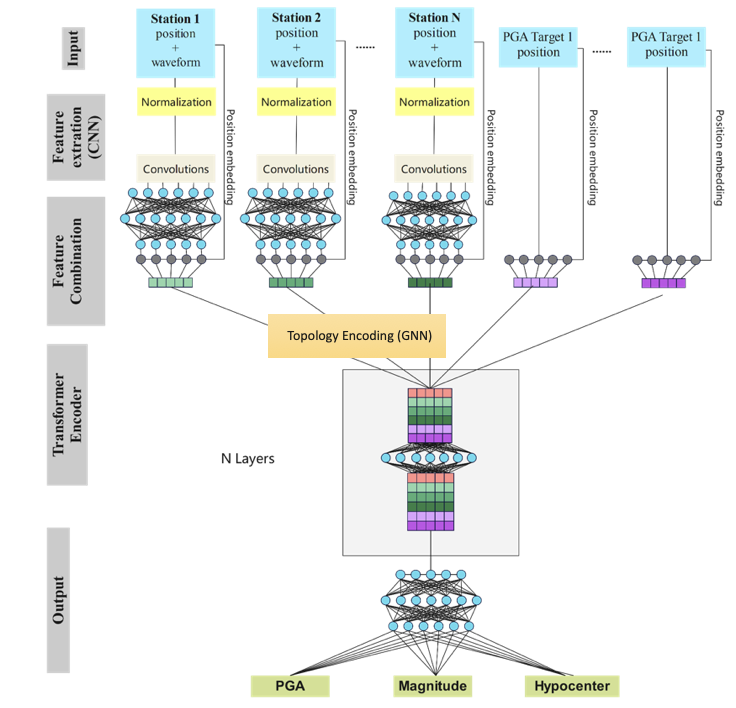 Input
Station 1
position
+
waveform
Station 2
position
+
waveform
......
Station N
position
+
waveform
PGA Target 1
position
......
PGA Target 1
position
Feature
extration
(CNN)
Normalization
Normalization
Normalization
Convolutions
Convolutions
Convolutions
Position embedding
Position embedding
Position embedding
Position embedding
Position embedding
Feature
Combination
Topology Encoding (GNN)
Transformer
Encoder
N Layers
Output
PGA
Magnitude
Hypocenter